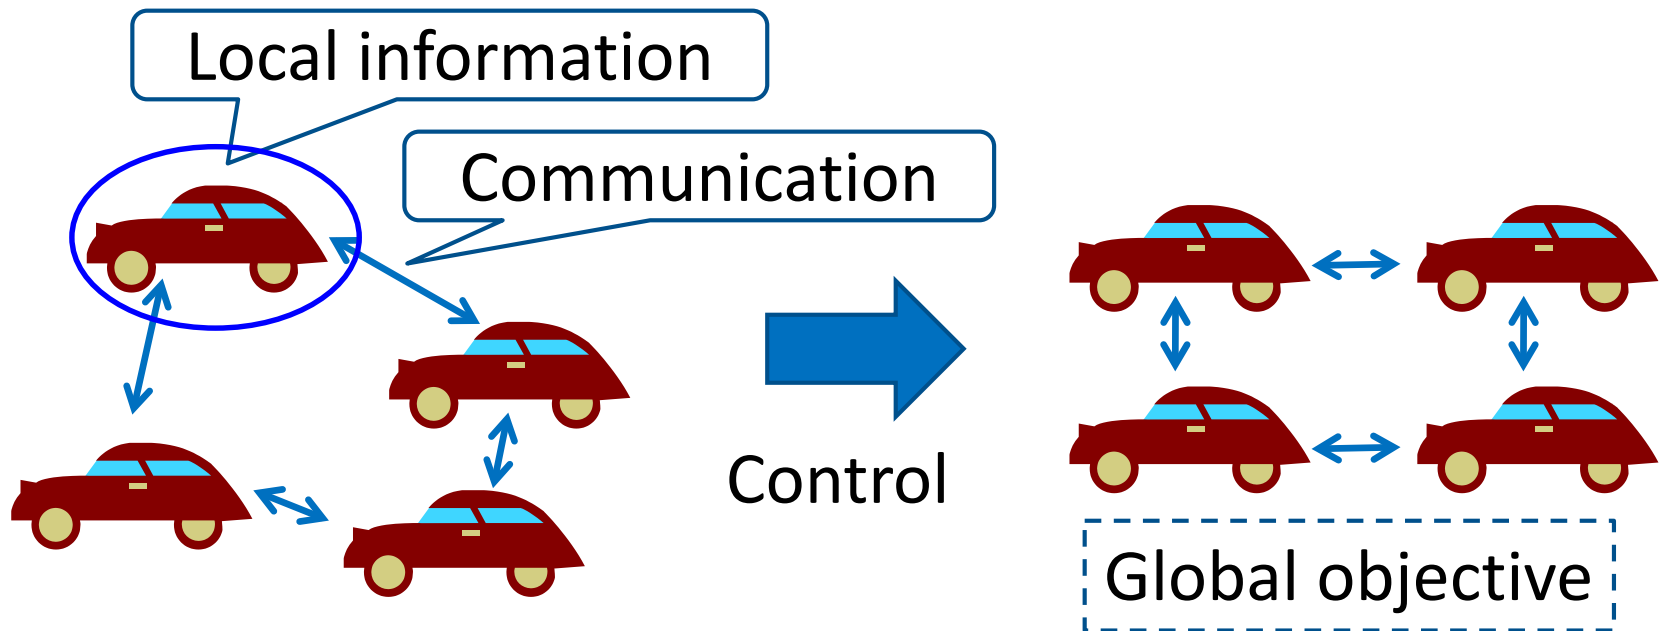 Local information
Communication
Control
Global objective